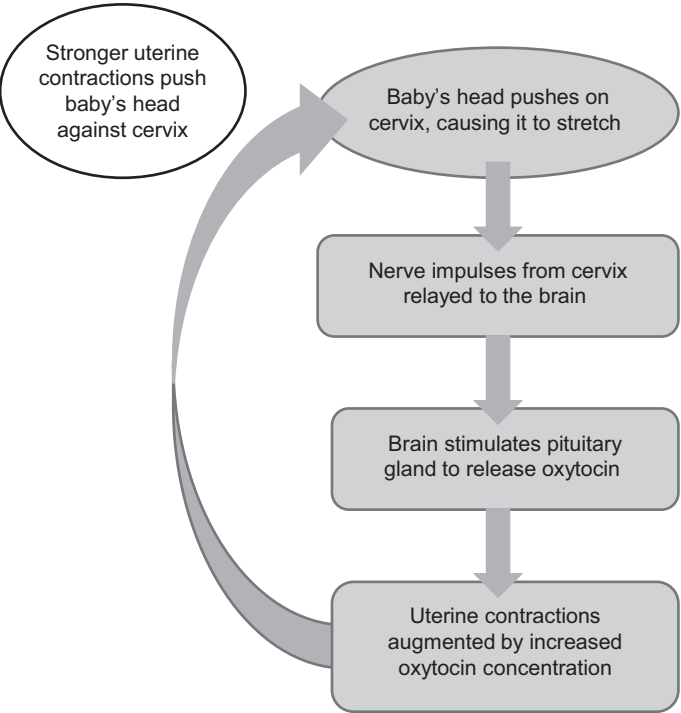 Stronger uterine
contractions push
baby's head
against cervix
Baby's head pushes on
cervix, causing it to stretch
Nerve impulses from cervix
relayed to the brain
Brain stimulates pituitary
gland to release oxytocin
Uterine contractions
augmented by increased
oxytocin concentration